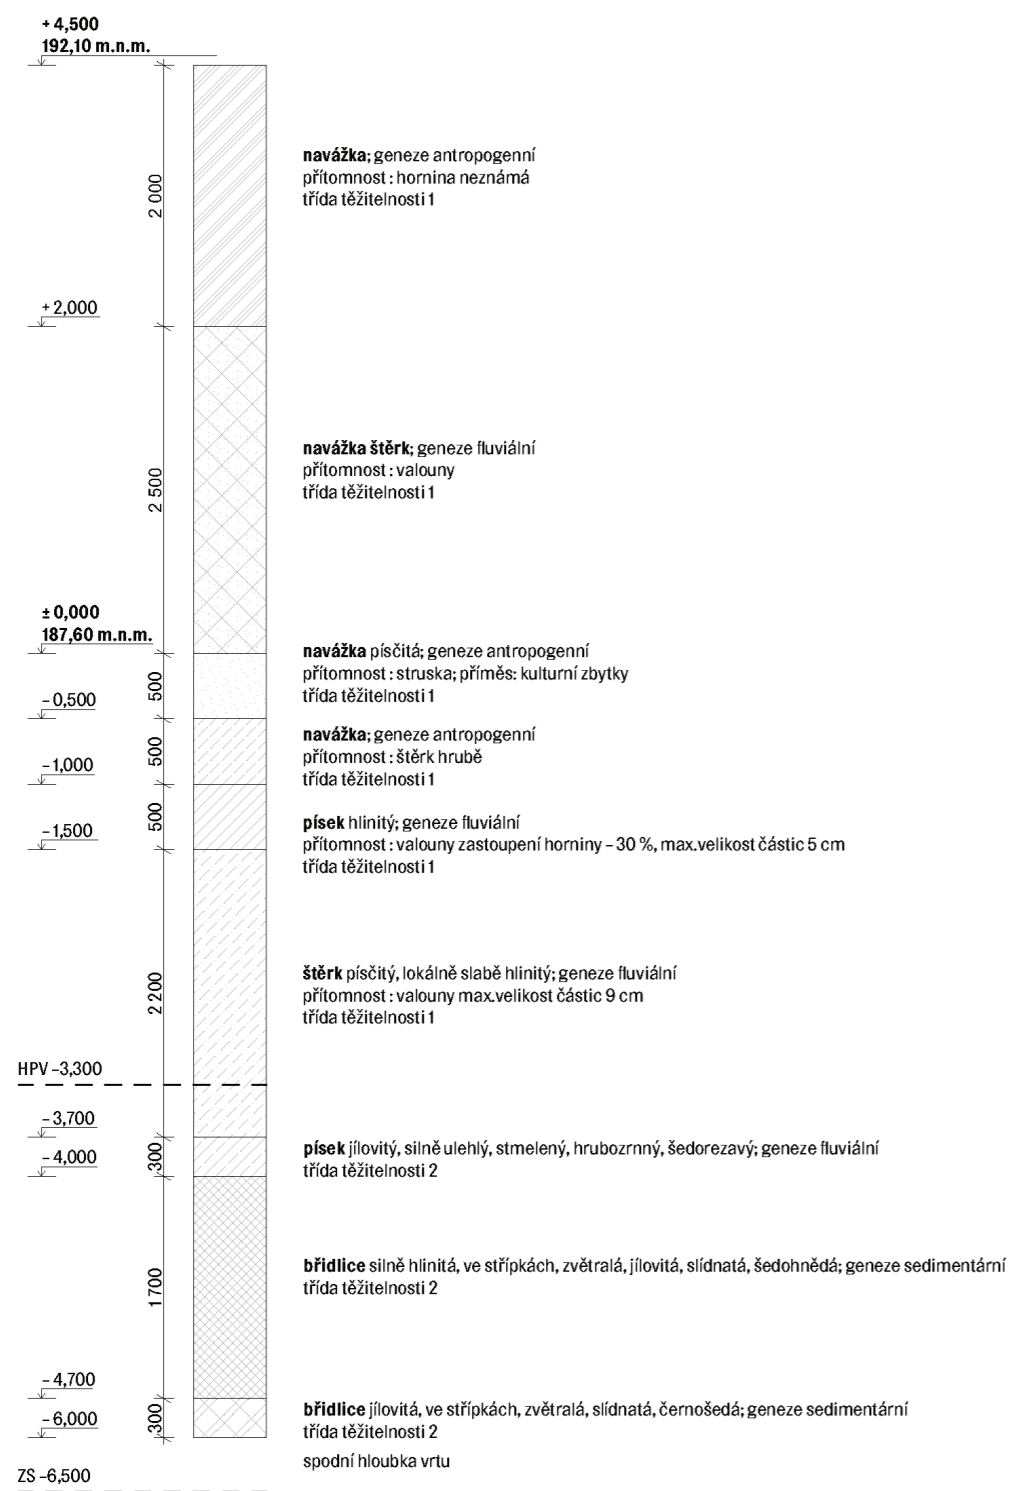 + 4,500
192,10 m.n.m.
2 000
navážka; geneze antropogenní
přítomnost : hornina neznámá
třída těžitelnosti 1
+ 2,000
2 500
navážka štěrk; geneze fluviální
přítomnost : valouny
třída těžitelnosti 1
± 0,000
187,60 m.n.m.
500
navážka písčitá; geneze antropogenní
přítomnost : struska; příměs: kulturní zbytky
třída těžitelnosti 1
– 0,500
500
navážka; geneze antropogenní
přítomnost : štěrk hrubě
třída těžitelnosti 1
– 1,000
500
písek hlinitý; geneze fluviální
přítomnost : valouny zastoupení horniny – 30 %, max.velikost částic 5 cm
třída těžitelnosti 1
– 1,500
2 200
štěrk písčitý, lokálně slabě hlinitý; geneze fluviální
přítomnost : valouny max.velikost částic 9 cm
třída těžitelnosti 1
HPV –3,300
– 3,700
300
písek jílovitý, silně ulehlý, stmelený, hrubozrnný, šedorezavý; geneze fluviální
třída těžitelnosti 2
– 4,000
1 700
břidlice silně hlinitá, ve střípkách, zvětralá, jílovitá, slídnatá, šedohnědá; geneze sedimentární
třída těžitelnosti 2
– 4,700
300
břidlice jílovitá, ve střípkách, zvětralá, slídnatá, černošedá; geneze sedimentární
třída těžitelnosti 2
– 6,000
spodní hloubka vrtu
ZS –6,500